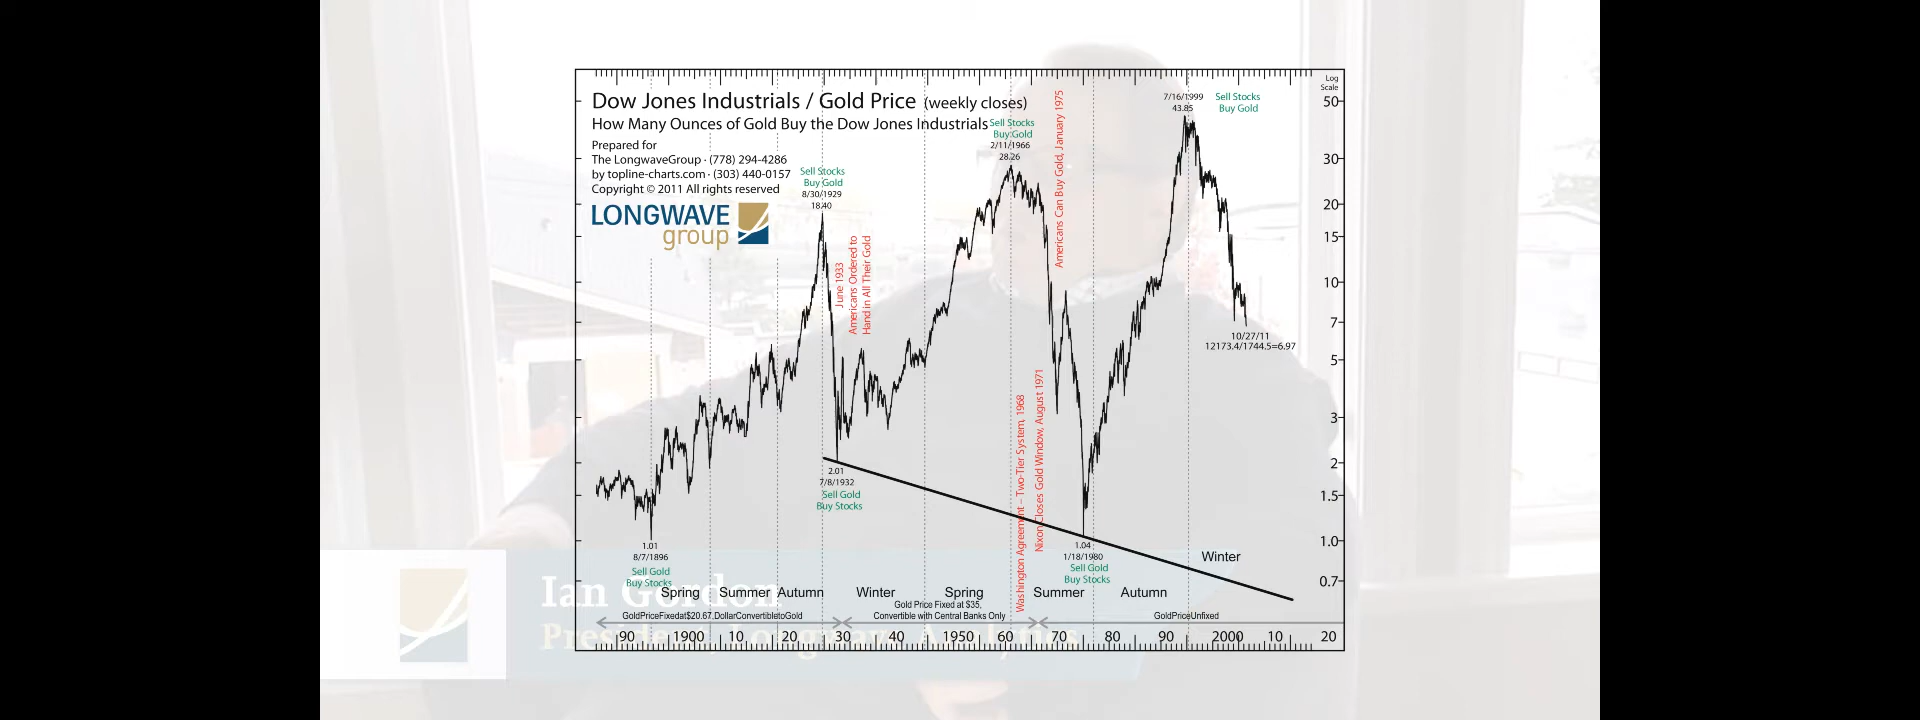 Dow Jones Industrials / Gold Price (weekly closes)
How Many Ounces of Gold Buy the Dow Jones Industrials
Prepared for
The LongwaveGroup · (778) 294-4286
by topline-charts.com · (303) 440-0157
Copyright © 2011 All rights reserved
LONGWAVE
group
Log
Scale
50
30
20
15
10
7
5
3
2
1.5
1.0
0.7
Sell Stocks
Buy Gold
8/30/1929
18.40
Sell Stocks
Buy Gold
2/11/1966
28.26
7/16/1999
43.85
Sell Stocks
Buy Gold
June 1933
Americans Ordered to
Hand in All Their Gold
Americans Can Buy Gold, January 1975
Washington Agreement – Two-Tier System, 1968
Nixon Closes Gold Window, August 1971
10/27/11
12173.4/1744.5=6.97
2.01
7/8/1932
Sell Gold
Buy Stocks
1.01
8/7/1896
Sell Gold
Buy Stocks
1.04
1/18/1980
Sell Gold
Buy Stocks
Winter
Spring Summer Autumn Winter Spring Summer Autumn
GoldPriceFixedat$20.67,DollarConvertibletoGold
Gold Price Fixed at $35,
Convertible with Central Banks Only
GoldPriceUnfixed
90 1900 10 20 30 40 1950 60 70 80 90 2000 10 20
Ian Gordon
President, Longwave Analytics